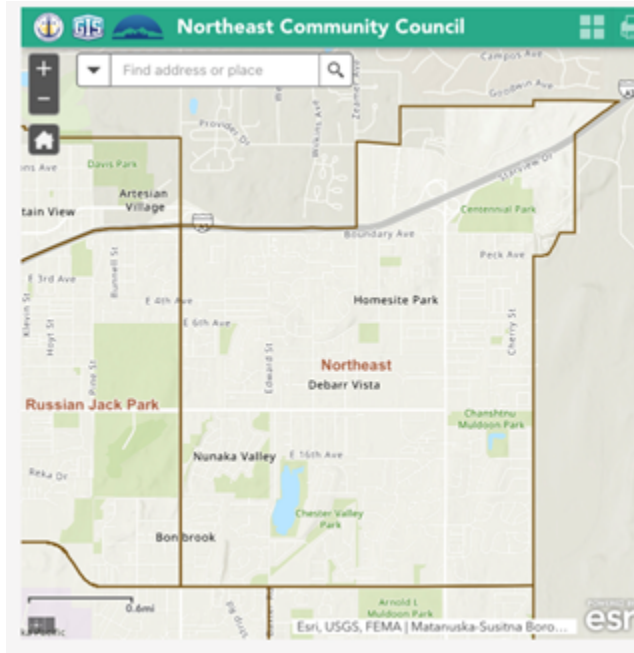 GIS
Northeast Community Council
+
Find address or place
−
Campos Ave
Goodwin Ave
Zeamer Ave
Wilkins Ave
Provider Dr
Starview Dr
Davis Park
Artesian
Village
tain View
Centennial Park
Boundary Ave
Peck Ave
E 3rd Ave
Bunnell St
E 4th Ave
Homesite Park
Klevin St
Hoyt St
E 6th Ave
Cherry St
Edward St
Pine St
Northeast
Debarr Vista
Russian Jack Park
Chanshtnu
Muldoon Park
Nunaka Valley
E 16th Ave
Reka Dr
Chester Valley
Park
Bonibrook
0.6mi
Arnold L
Muldoon Park
POWERED BY
esri
Esri, USGS, FEMA | Matanuska-Susitna Boro...